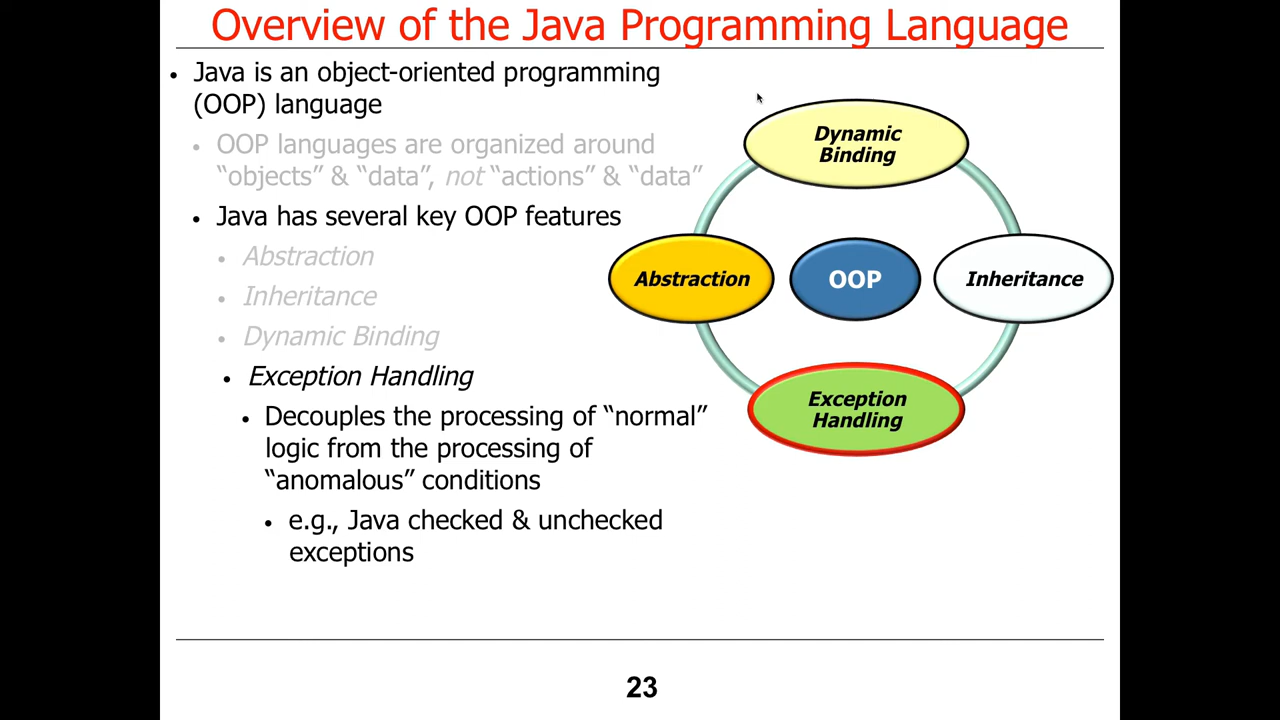 Overview of the Java Programming Language
• Java is an object-oriented programming
(OOP) language
• OOP languages are organized around
“objects” & “data”, not “actions” & “data”
• Java has several key OOP features
• Abstraction
• Inheritance
• Dynamic Binding
• Exception Handling
• Decouples the processing of “normal”
logic from the processing of
“anomalous” conditions
• e.g., Java checked & unchecked
exceptions
Dynamic
Binding
Abstraction
OOP
Inheritance
Exception
Handling
23